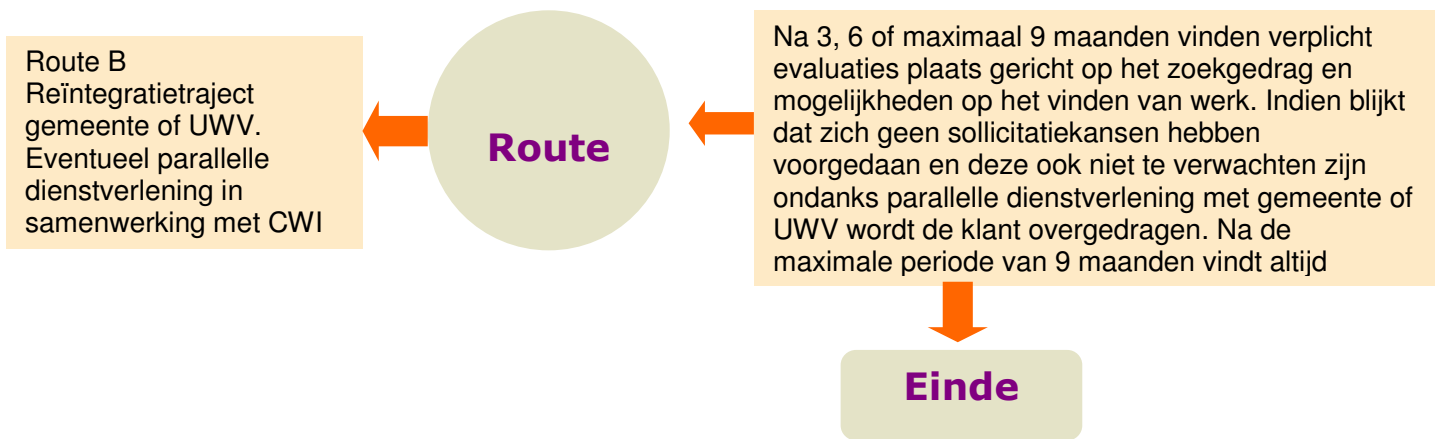 Route B
Reïntegratietraject
gemeente of UWV.
Eventueel parallelle
dienstverlening in
samenwerking met CWI
Route
Na 3, 6 of maximaal 9 maanden vinden verplicht
evaluaties plaats gericht op het zoekgedrag en
mogelijkheden op het vinden van werk. Indien blijkt
dat zich geen sollicitatiekansen hebben
voorgedaan en deze ook niet te verwachten zijn
ondanks parallelle dienstverlening met gemeente of
UWV wordt de klant overgedragen. Na de
maximale periode van 9 maanden vindt altijd
Einde